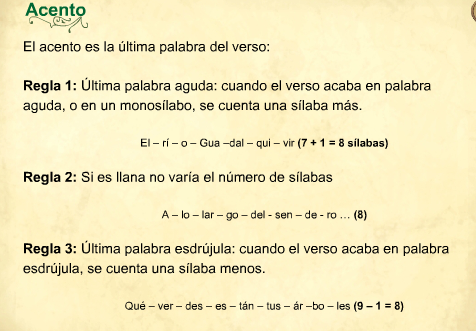 Acento
El acento es la última palabra del verso:
Regla 1: Última palabra aguda: cuando el verso acaba en palabra
aguda, o en un monosílabo, se cuenta una sílaba más.
El – rí – o – Gua –dal – qui – vir (7 + 1 = 8 sílabas)
Regla 2: Si es llana no varía el número de sílabas
A – lo – lar – go – del - sen – de - ro ... (8)
Regla 3: Última palabra esdrújula: cuando el verso acaba en palabra
esdrújula, se cuenta una sílaba menos.
Qué – ver – des – es – tán – tus – ár –bo – les (9 – 1 = 8)